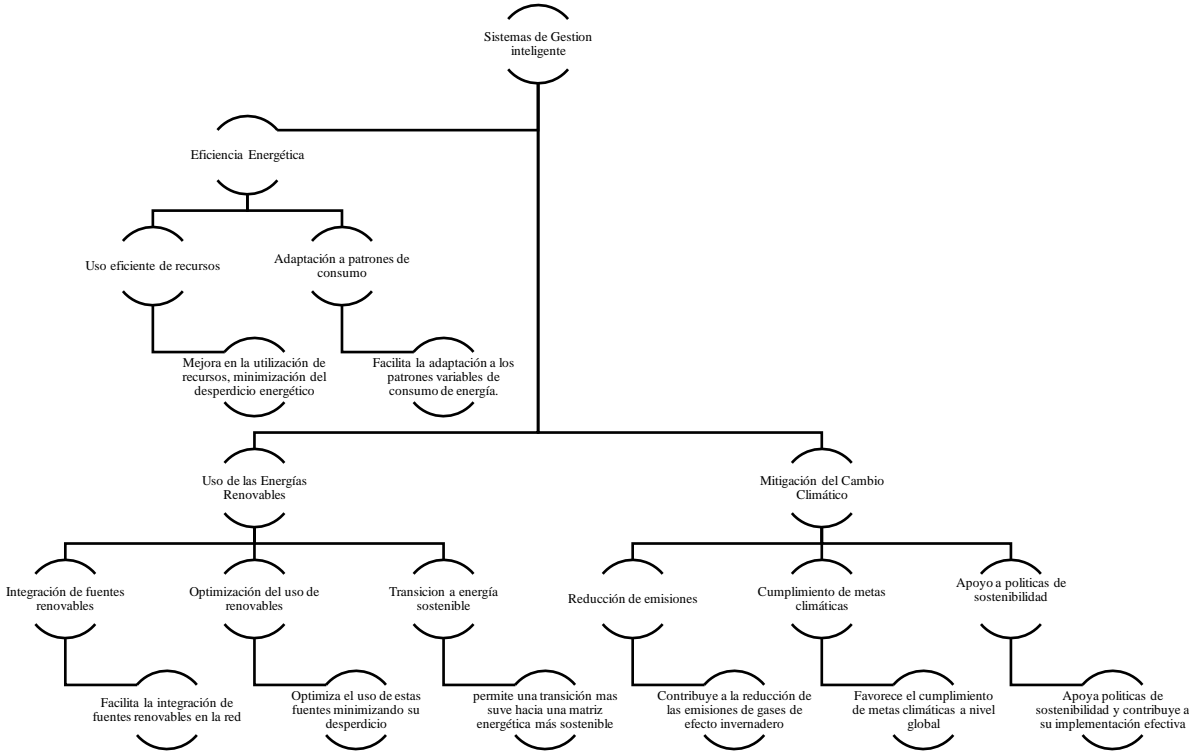 Sistemas de Gestion
inteligente
Eficiencia Energética
Uso eficiente de recursos
Adaptación a patrones de
consumo
Mejora en la utilización de
recursos, minimización del
desperdicio energético
Facilita la adaptación a los
patrones variables de
consumo de energía.
Uso de las Energías
Renovables
Mitigación del Cambio
Climático
Integración de fuentes
renovables
Optimización del uso de
renovables
Transicion a energía
sostenible
Reducción de emisiones
Cumplimiento de metas
climáticas
Apoyo a politicas de
sostenibilidad
Facilita la integración de
fuentes renovables en la red
Optimiza el uso de estas
fuentes minimizando su
desperdicio
permite una transición mas
suve hacia una matriz
energética más sostenible
Contribuye a la reducción de
las emisiones de gases de
efecto invernadero
Favorece el cumplimiento
de metas climáticas a nivel
global
Apoya politicas de
sostenibilidad y contribuye a
su implementación efectiva